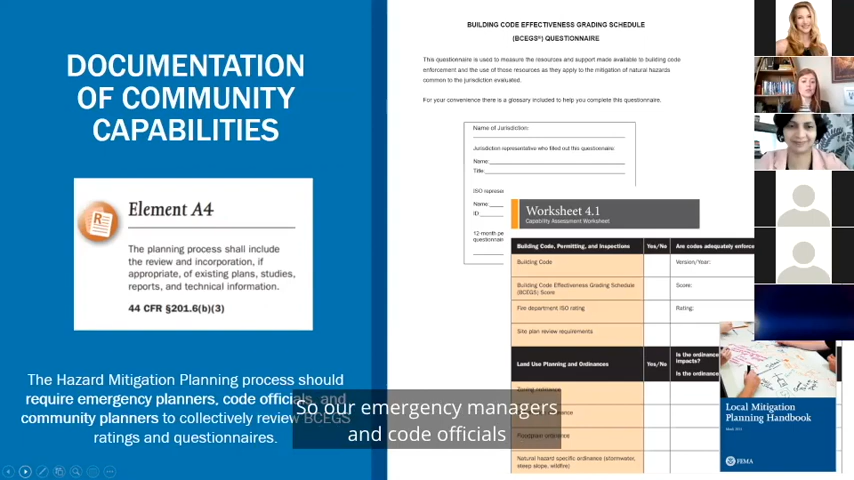 DOCUMENTATION
OF COMMUNITY
CAPABILITIES
Element A4
The planning process shall include
the review and incorporation, if
appropriate, of existing plans, studies,
reports, and technical information.
44 CFR §201.6(b)(3)
The Hazard Mitigation Planning process should
require emergency planners, code officials, and
community planners to collectively review BCEGS
ratings and questionnaires.
BUILDING CODE EFFECTIVENESS GRADING SCHEDULE
(BCEGS®) QUESTIONNAIRE
This questionnaire is used to measure the resources and support made available to building code
enforcement and the use of those resources as they apply to the mitigation of natural hazards
common to the jurisdiction evaluated.
For your convenience there is a glossary included to help you complete this questionnaire.
Name of Jurisdiction:
Jurisdiction representative who filled out this questionnaire:
Name:
Title:
ISO represe
Name:
ID
12-month pe
questionnair
Worksheet 4.1
Capability Assessment Worksheet
Building Code, Permitting, and Inspections Yes/No Are codes adequately enforce
Building Code Version/Year:
Building Code Effectiveness Grading Schedule Score:
(BCEGS) Score
Fire department ISO rating Rating:
Site plan review requirements
Land Use Planning and Ordinances Yes/No Is the ordinance
impacts?
Is the ordinanc
So our emergency managers
and code officials
Floodplain ordinance
Natural hazard specific ordinance (stormwater,
steep slope, wildfire)
Local Mitigation
Planning Handbook
FEMA